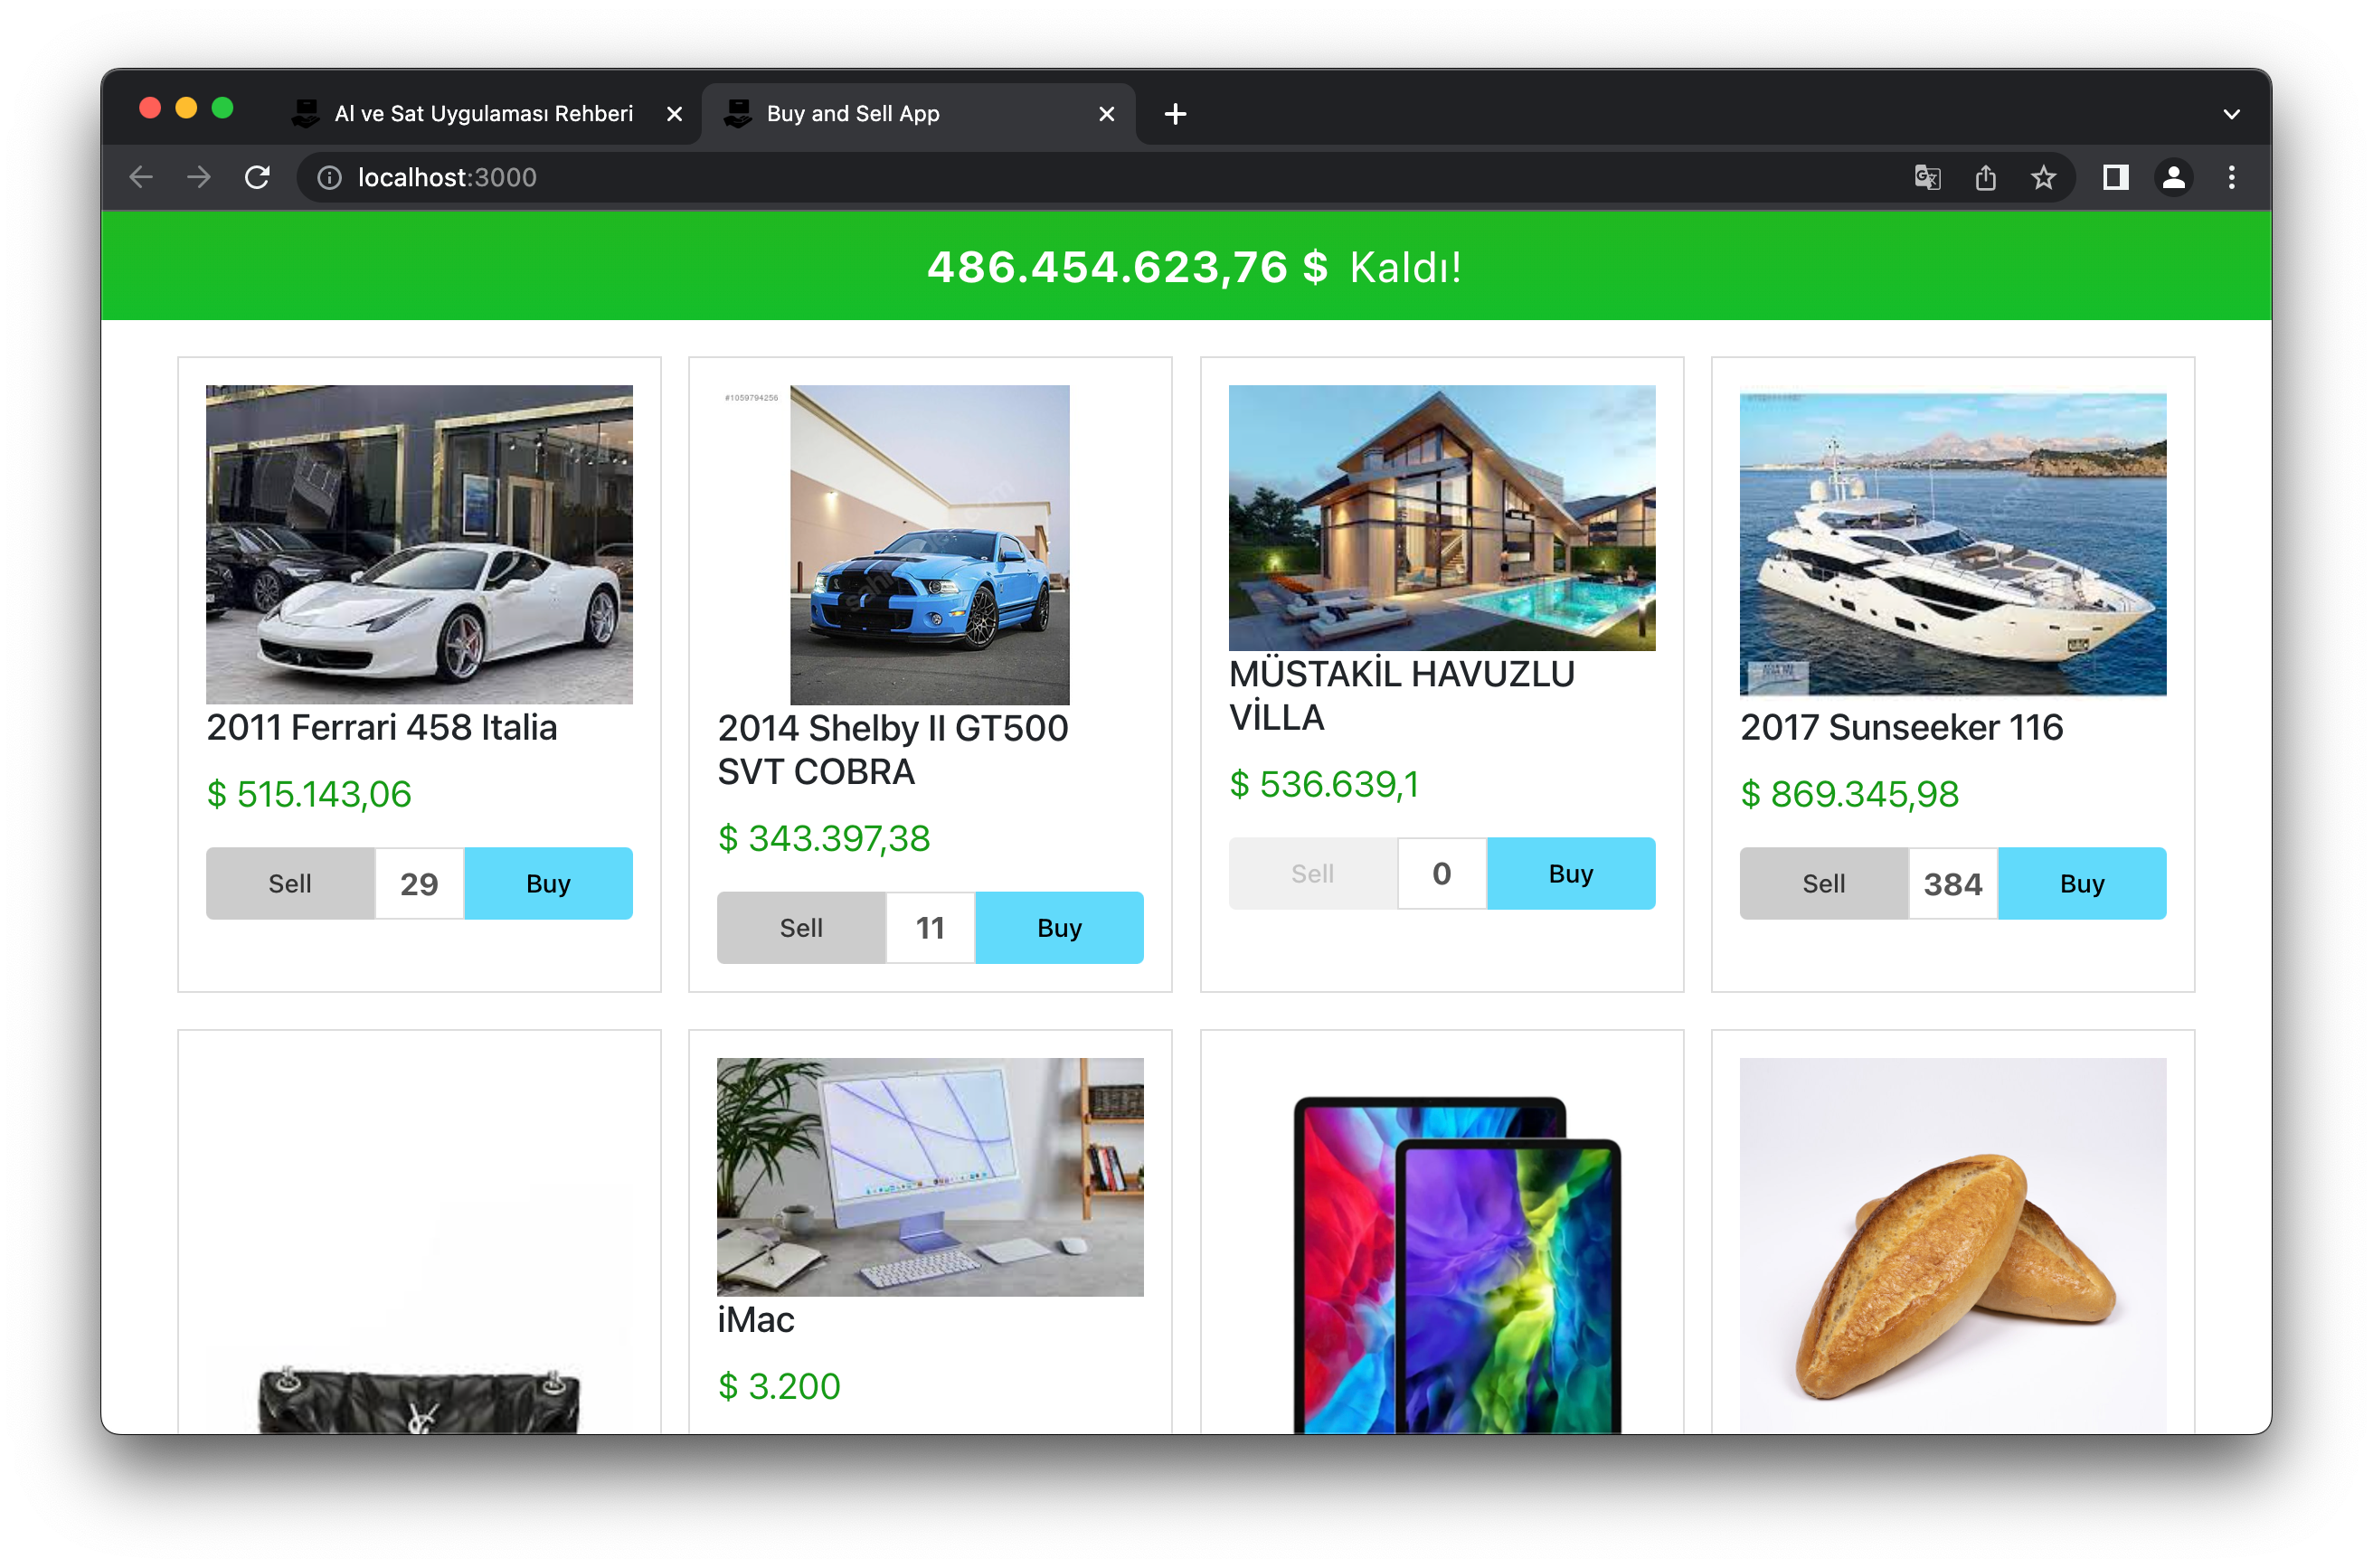 Al ve Sat Uygulaması Rehberi
Buy and Sell App
localhost:3000
486.454.623,76 $ Kaldı!
2011 Ferrari 458 Italia
$ 515.143,06
Sell 29 Buy
#1059794256
2014 Shelby II GT500
SVT COBRA
$ 343.397,38
Sell 11 Buy
MÜSTAKİL HAVUZLU
VİLLA
$ 536.639,1
Sell 0 Buy
2017 Sunseeker 116
$ 869.345,98
Sell 384 Buy
iMac
$ 3.200